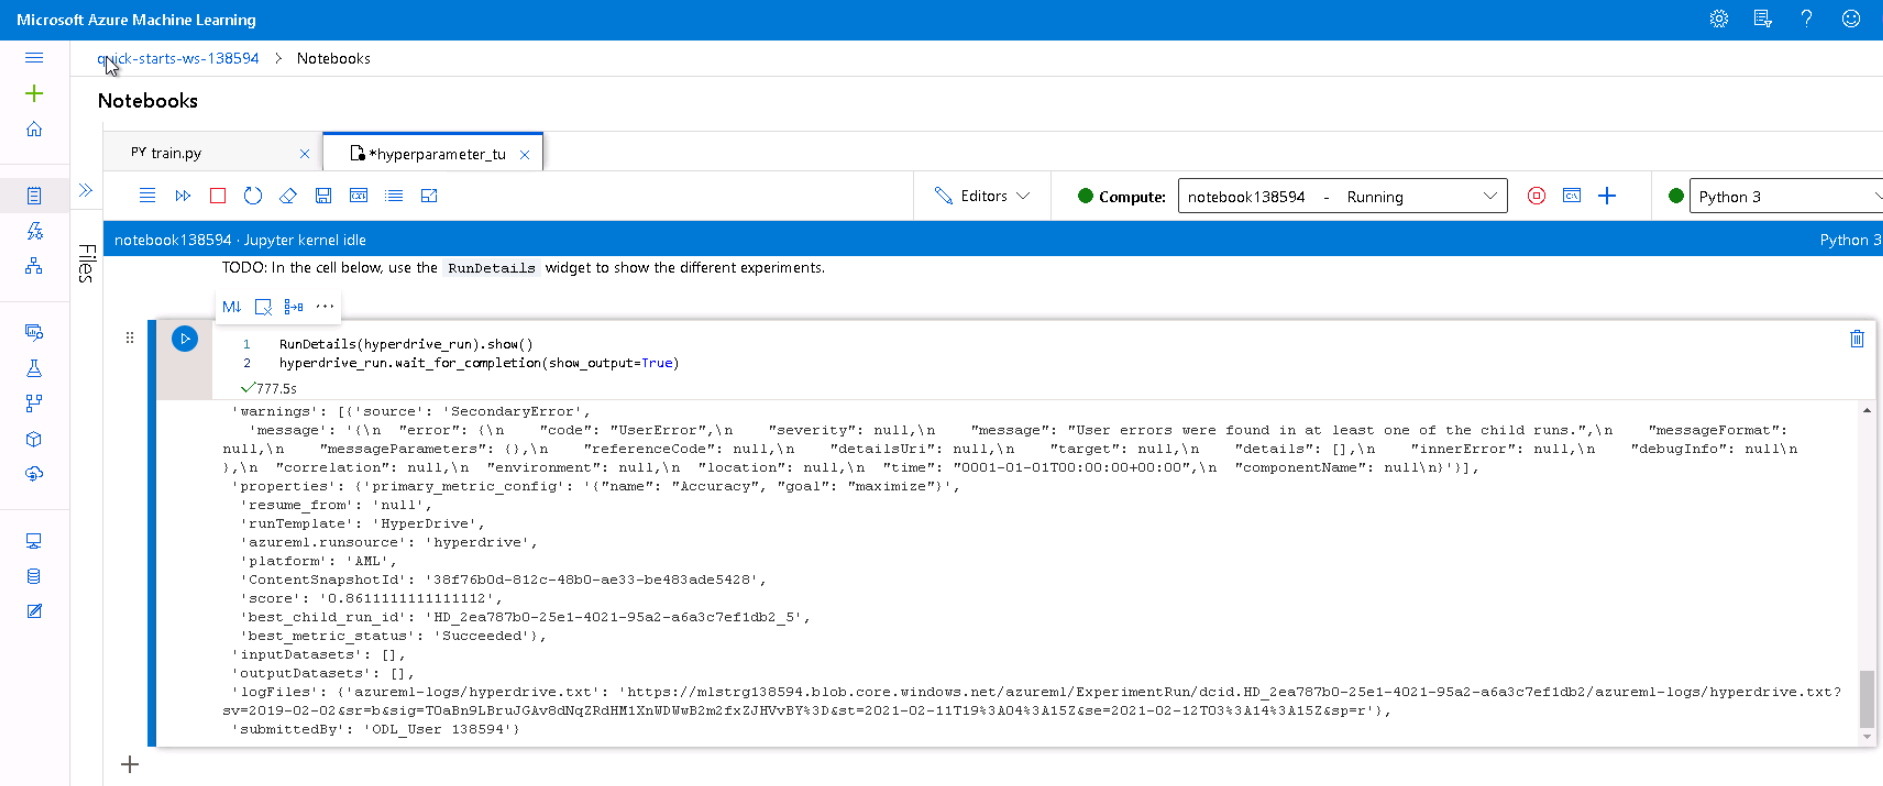 Microsoft Azure Machine Learning
quick-starts-ws-138594 > Notebooks
Notebooks
PY train.py
*hyperparameter_tu
Editors
Compute:
notebook138594 - Running
Python 3
Files
notebook138594 · Jupyter kernel idle
Python 3
TODO: In the cell below, use the RunDetails widget to show the different experiments.
M↓
1 RunDetails(hyperdrive_run).show()
2 hyperdrive_run.wait_for_completion(show_output=True)
777.5s
'warnings': [{'source': 'SecondaryError',
'message': '{\n "error": {\n "code": "UserError",\n "severity": null,\n "message": "User errors were found in at least one of the child runs.",\n "messageFormat":
null,\n "messageParameters": {},\n "referenceCode": null,\n "detailsUri": null,\n "target": null,\n "details": [],\n "innerError": null,\n "debugInfo": null\n
},\n "correlation": null,\n "environment": null,\n "location": null,\n "time": "0001-01-01T00:00:00+00:00",\n "componentName": null\n}'}],
'properties': {'primary_metric_config': '{"name": "Accuracy", "goal": "maximize"}',
'resume_from': 'null',
'runTemplate': 'HyperDrive',
'azureml.runsource': 'hyperdrive',
'platform': 'AML',
'ContentSnapshotId': '38f76b0d-812c-48b0-ae33-be483ade5428',
'score': '0.8611111111111112',
'best_child_run_id': 'HD_2ea787b0-25e1-4021-95a2-a6a3c7ef1db2_5',
'best_metric_status': 'Succeeded'},
'inputDatasets': [],
'outputDatasets': [],
'logFiles': {'azureml-logs/hyperdrive.txt': 'https://mlstrg138594.blob.core.windows.net/azureml/ExperimentRun/dcid.HD_2ea787b0-25e1-4021-95a2-a6a3c7ef1db2/azureml-logs/hyperdrive.txt?
sv=2019-02-02&sr=b&sig=TOaBn9LBruJGAv8dNqZRdHM1XnWDWwB2m2fxZJHVvBY%3D&st=2021-02-11T19%3A04%3A15Z&se=2021-02-12T03%3A14%3A15Z&sp=r'},
'submittedBy': 'ODL_User 138594'}